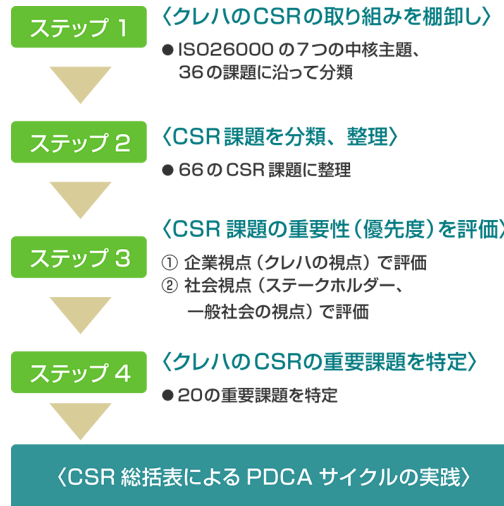 ステップ 1
〈クレハのCSRの取り組みを棚卸し〉
● ISO26000 の7つの中核主題、
36の課題に沿って分類
ステップ 2
〈CSR課題を分類、整理〉
● 66のCSR課題に整理
ステップ 3
〈CSR 課題の重要性(優先度)を評価〉
① 企業視点(クレハの視点)で評価
② 社会視点(ステークホルダー、
一般社会の視点)で評価
ステップ 4
〈クレハのCSRの重要課題を特定〉
● 20の重要課題を特定
〈CSR 総括表による PDCA サイクルの実践〉